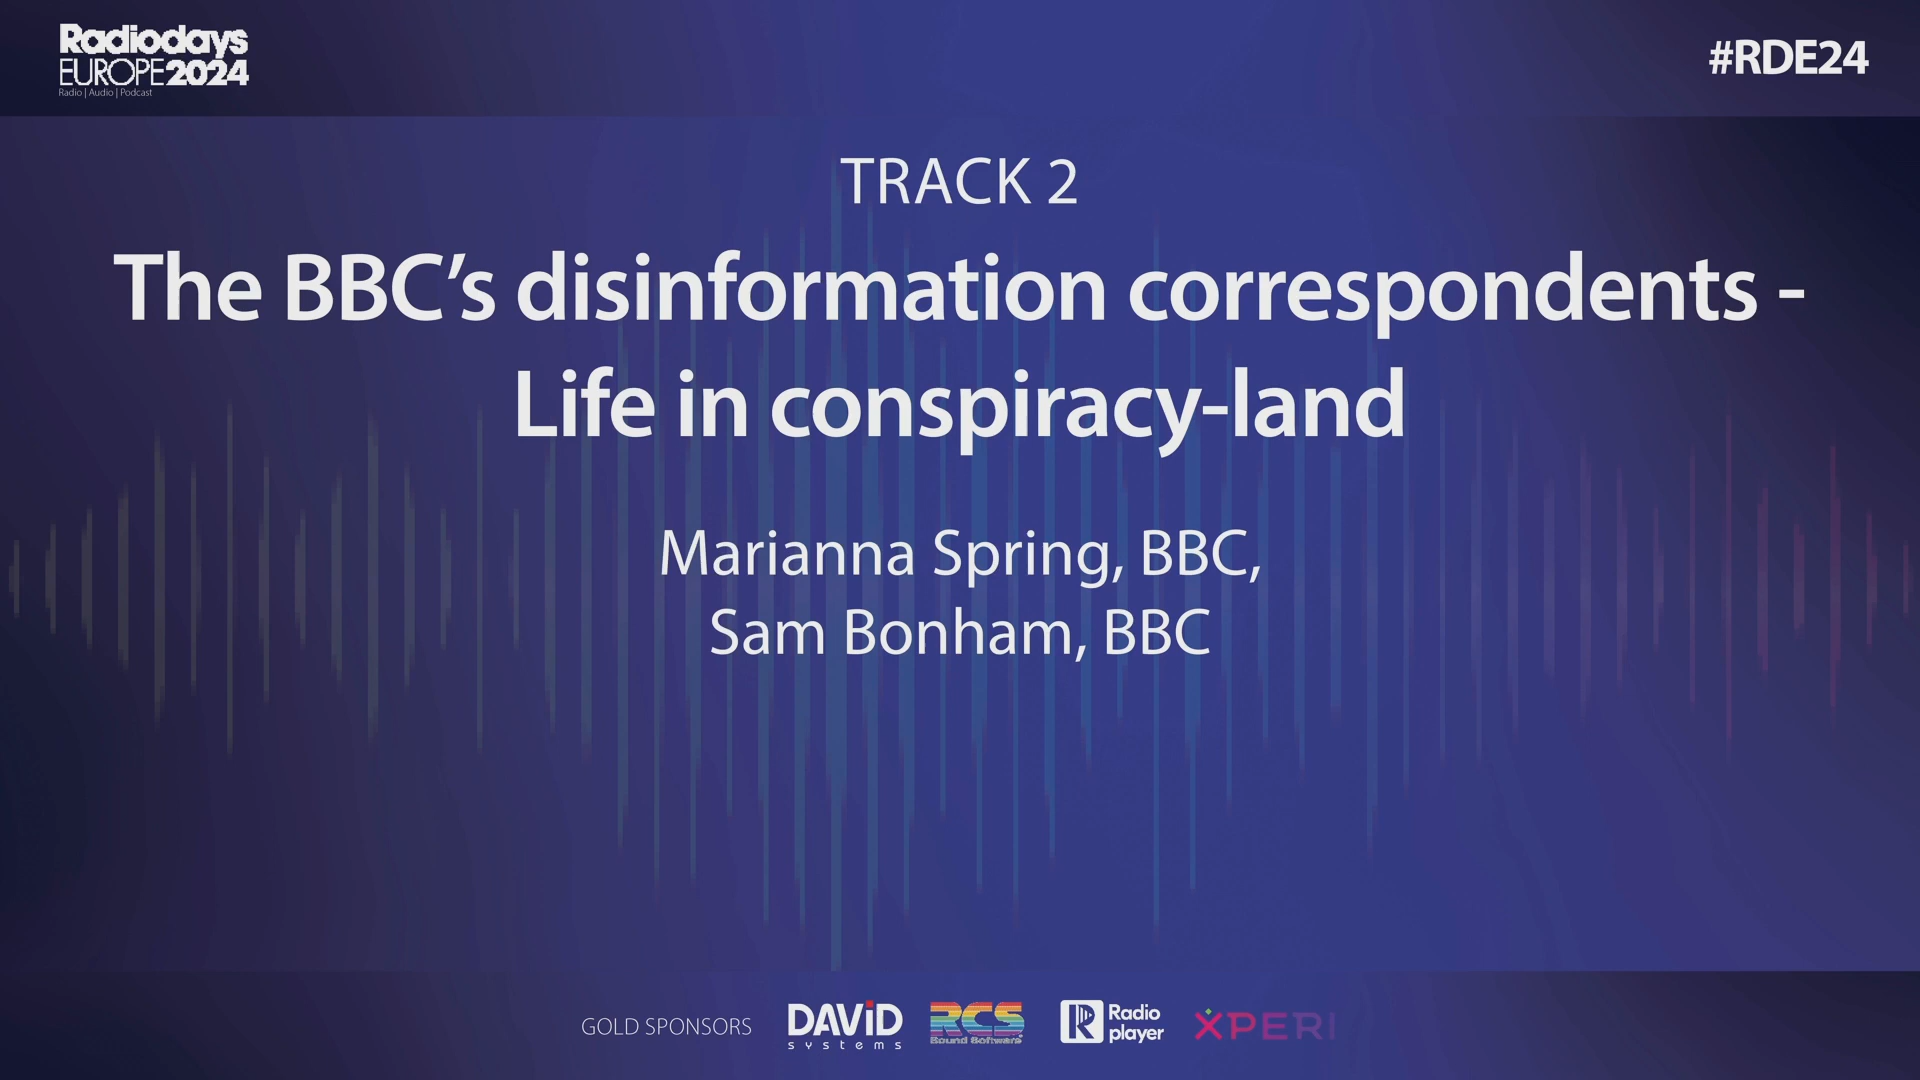 Radiodays
EUROPE 2024
Radio | Audio | Podcast
#RDE24
TRACK 2
The BBC’s disinformation correspondents -
Life in conspiracy-land
Marianna Spring, BBC,
Sam Bonham, BBC
GOLD SPONSORS
DAViD
systems
RCS
Sound Software
Radio
player
XPERI